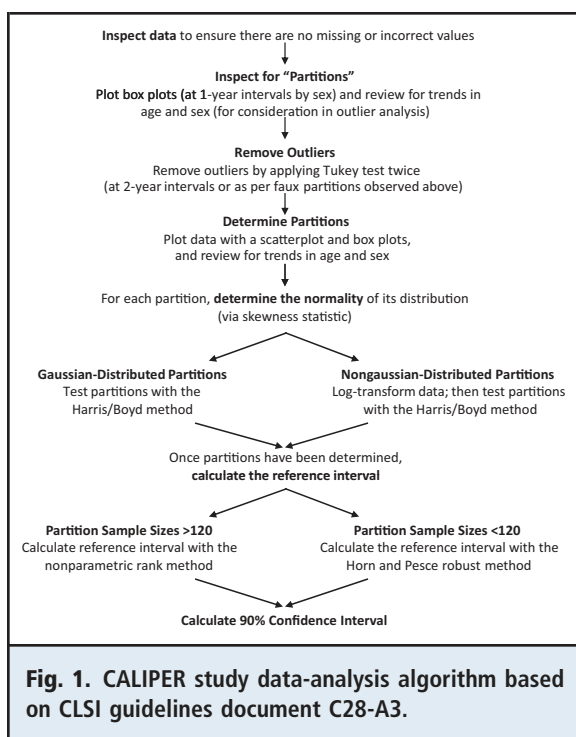 Inspect data to ensure there are no missing or incorrect values
Inspect for “Partitions”
Plot box plots (at 1-year intervals by sex) and review for trends in
age and sex (for consideration in outlier analysis)
Remove Outliers
Remove outliers by applying Tukey test twice
(at 2-year intervals or as per faux partitions observed above)
Determine Partitions
Plot data with a scatterplot and box plots,
and review for trends in age and sex
For each partition, determine the normality of its distribution
(via skewness statistic)
Gaussian-Distributed Partitions
Test partitions with the
Harris/Boyd method
Nongaussian-Distributed Partitions
Log-transform data; then test partitions
with the Harris/Boyd method
Once partitions have been determined,
calculate the reference interval
Partition Sample Sizes >120
Calculate reference interval with the
nonparametric rank method
Partition Sample Sizes <120
Calculate the reference interval with the
Horn and Pesce robust method
Calculate 90% Confidence Interval
Fig. 1. CALIPER study data-analysis algorithm based
on CLSI guidelines document C28-A3.